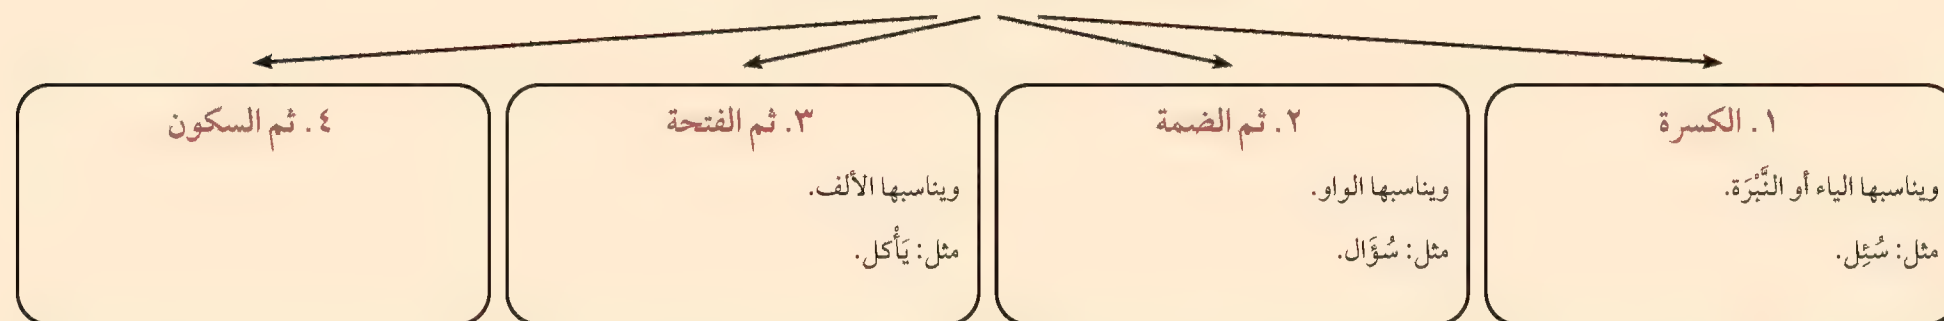 ١. الكسرة
ويناسبها الياء أو النَّبْرَة.
مثل: سُئِل.
٢. ثم الضمة
ويناسبها الواو.
مثل: سُؤَال.
٣. ثم الفتحة
ويناسبها الألف.
مثل: يَأْكل.
٤. ثم السكون